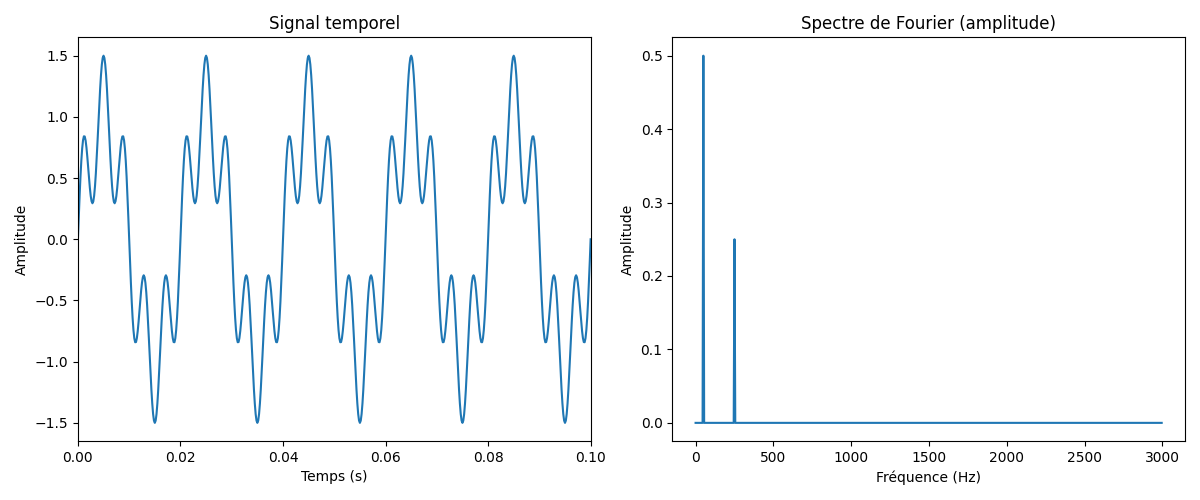 Signal temporel
Amplitude
1.5
1.0
0.5
0.0
−0.5
−1.0
−1.5
0.00 0.02 0.04 0.06 0.08 0.10
Temps (s)
Spectre de Fourier (amplitude)
Amplitude
0.5
0.4
0.3
0.2
0.1
0.0
0 500 1000 1500 2000 2500 3000
Fréquence (Hz)